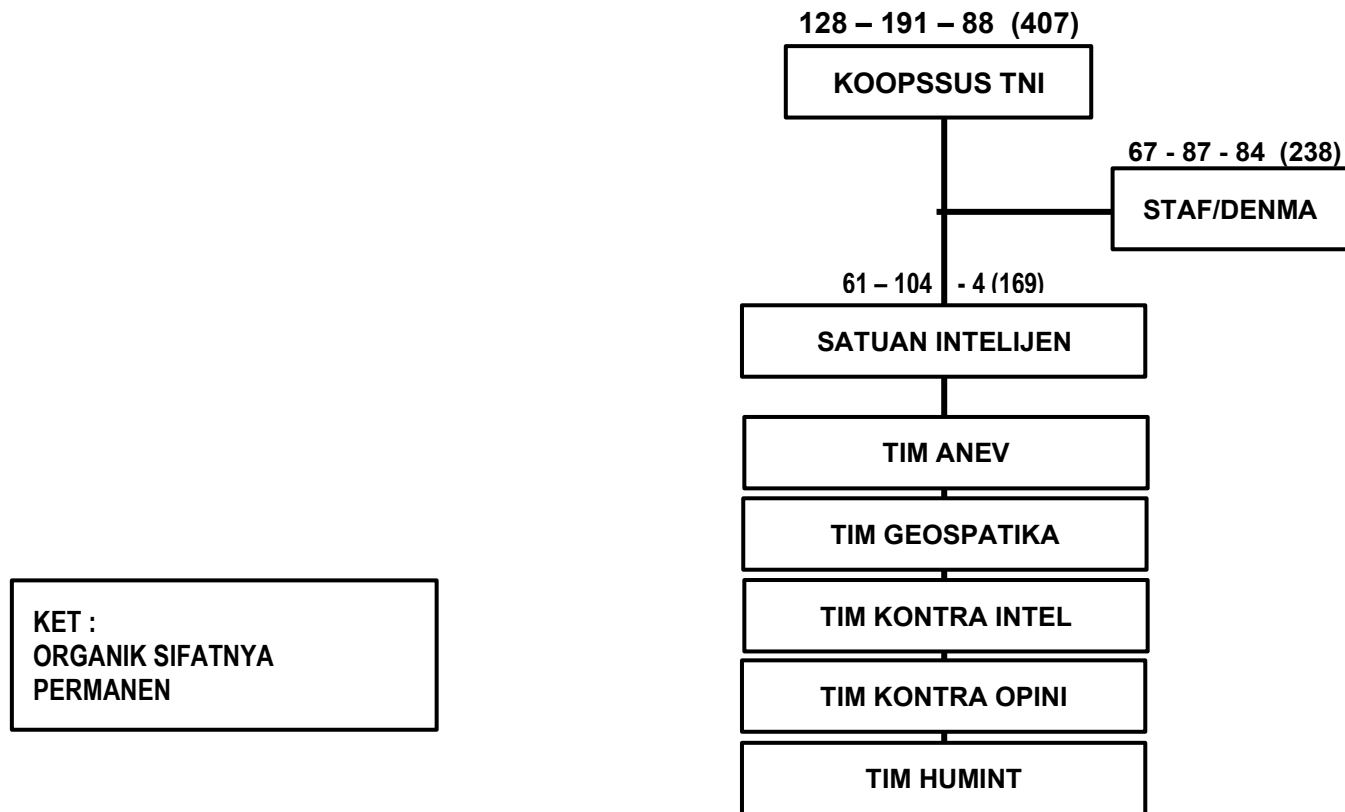 128 – 191 – 88 (407)
KOOPSSUS TNI
67 - 87 - 84 (238)
STAF/DENMA
61 – 104 - 4 (169)
SATUAN INTELIJEN
TIM ANEV
TIM GEOSPATIKA
TIM KONTRA INTEL
TIM KONTRA OPINI
TIM HUMINT
KET :
ORGANIK SIFATNYA
PERMANEN